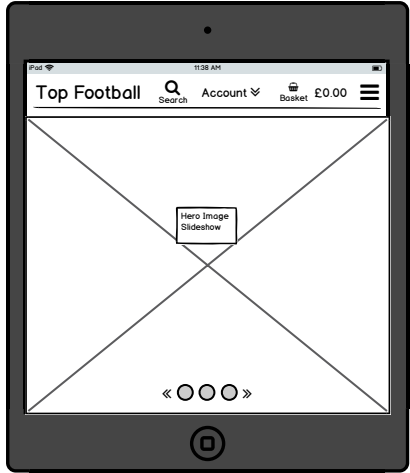 iPad
11:38 AM
Top Football
Search
Account
Basket
£0.00
Hero Image
Slideshow